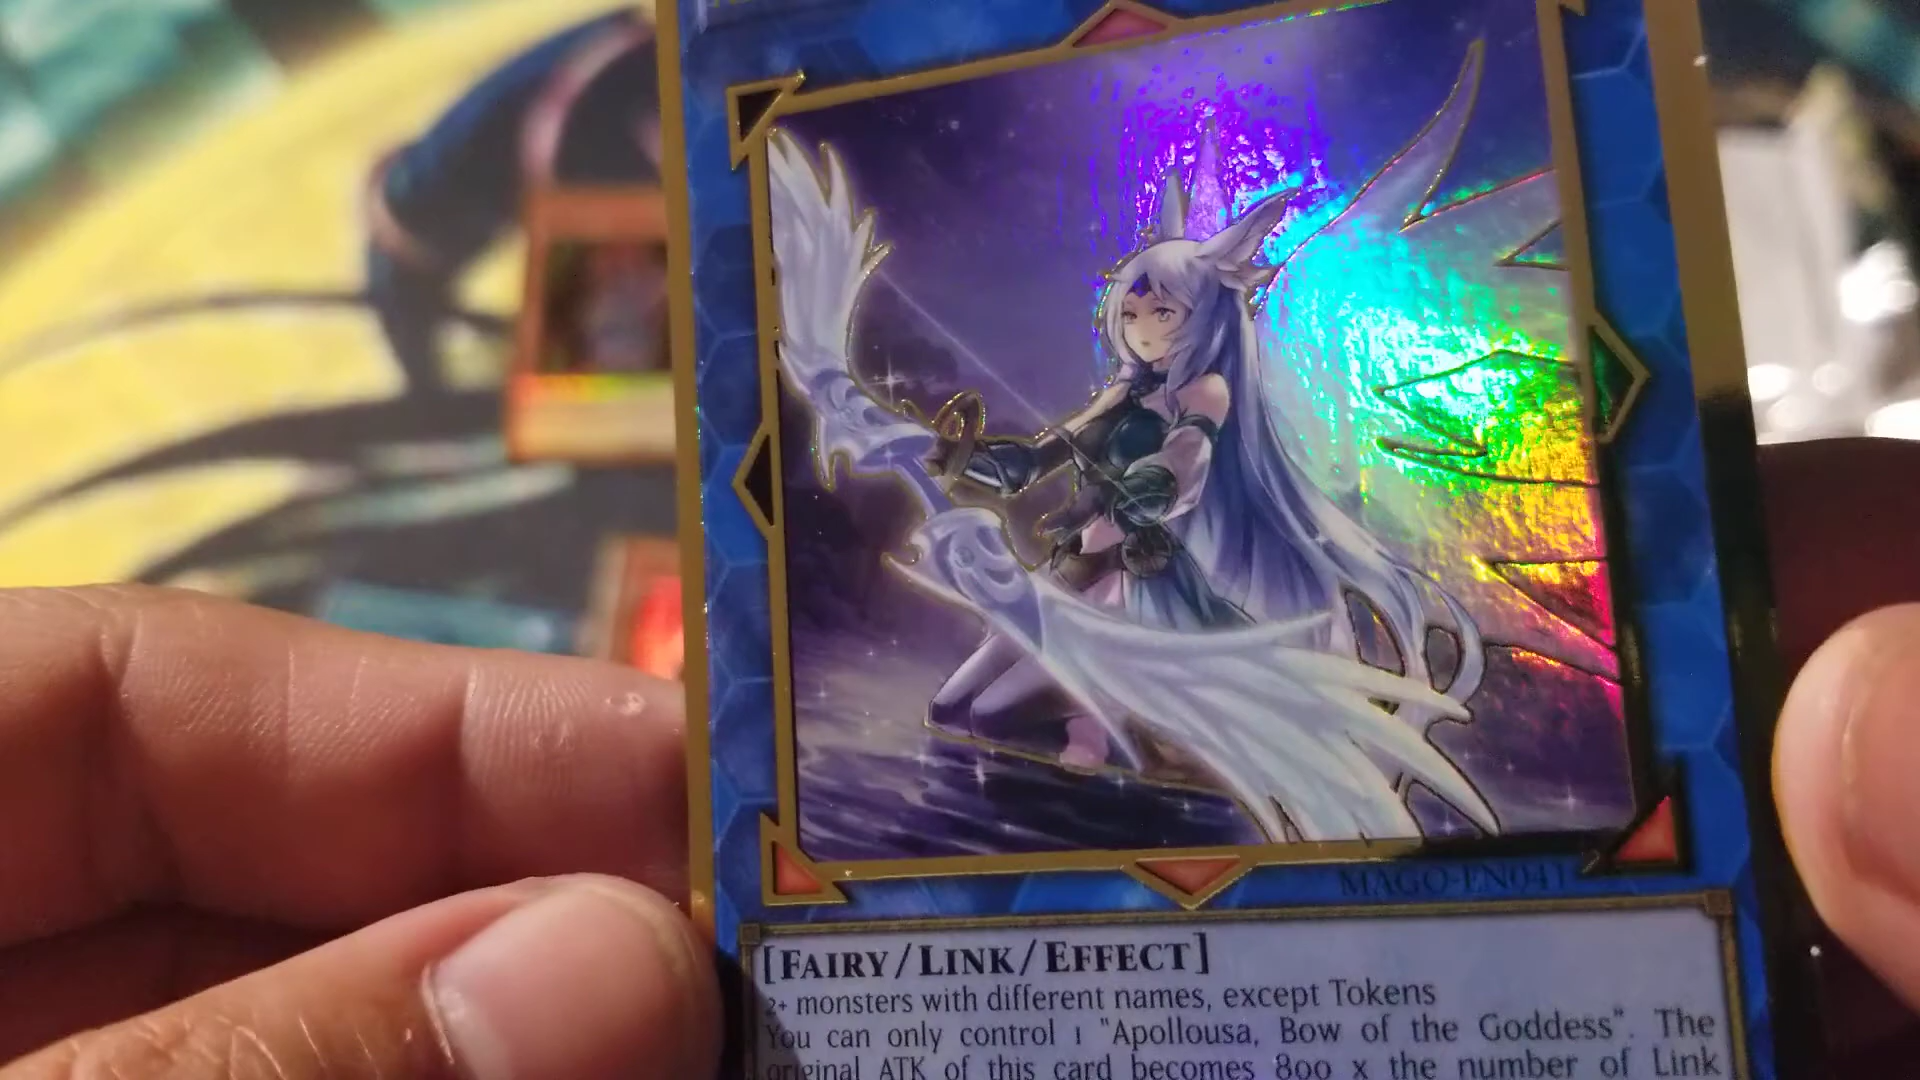 MAGO-EN041
[FAIRY/LINK/EFFECT]
2+ monsters with different names, except Tokens
You can only control 1 "Apollousa, Bow of the Goddess". The
original ATK of this card becomes 800 x the number of Link